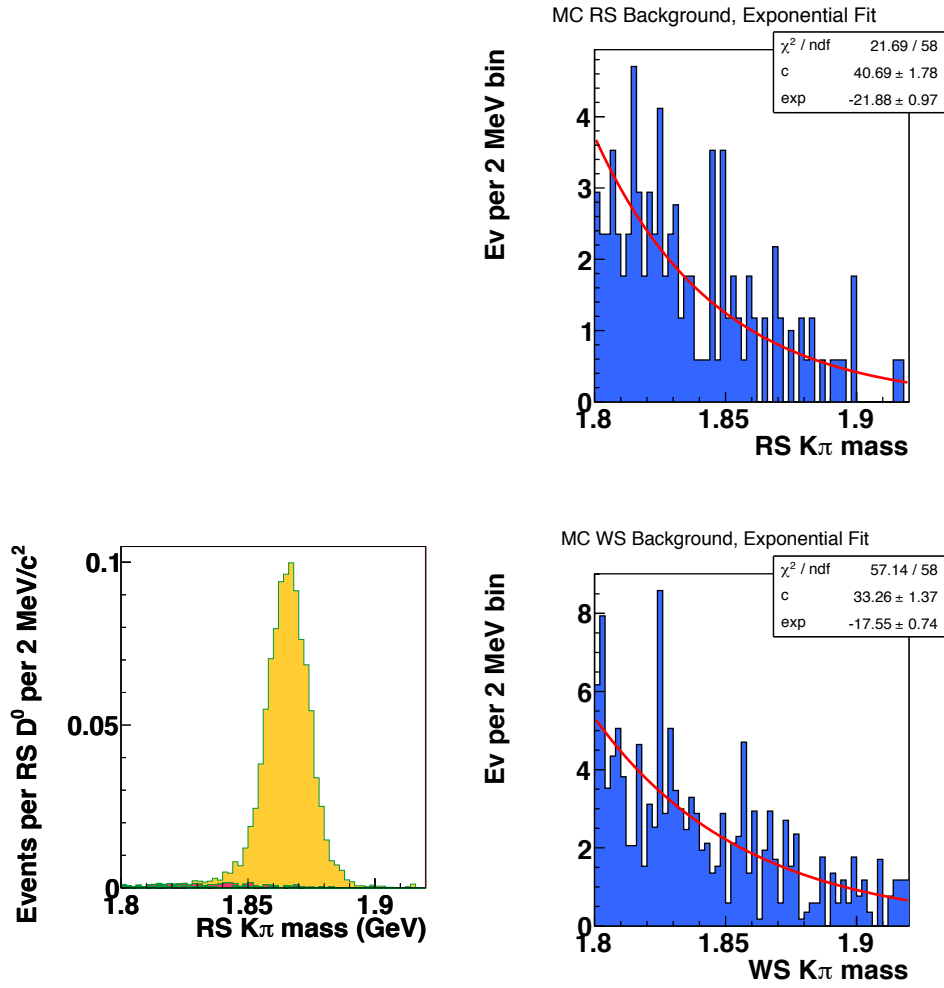 MC RS Background, Exponential Fit
χ² / ndf 21.69 / 58
c 40.69 ± 1.78
exp -21.88 ± 0.97
Ev per 2 MeV bin
4
3
2
1
0
1.8 1.85 1.9
RS Kπ mass
Events per RS D⁰ per 2 MeV/c²
0.1
0.05
0
1.8 1.85 1.9
RS Kπ mass (GeV)
MC WS Background, Exponential Fit
χ² / ndf 57.14 / 58
c 33.26 ± 1.37
exp -17.55 ± 0.74
Ev per 2 MeV bin
8
6
4
2
0
1.8 1.85 1.9
WS Kπ mass